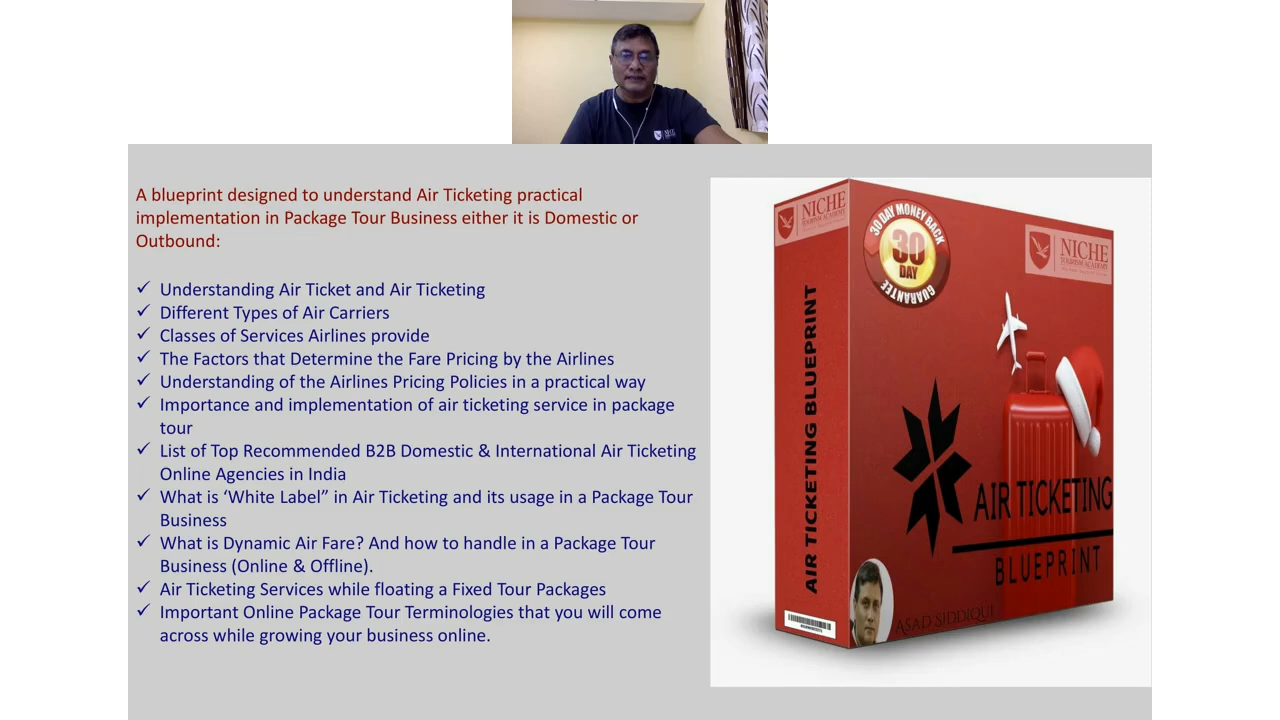 NICHE
A blueprint designed to understand Air Ticketing practical
implementation in Package Tour Business either it is Domestic or
Outbound:
✓ Understanding Air Ticket and Air Ticketing
✓ Different Types of Air Carriers
✓ Classes of Services Airlines provide
✓ The Factors that Determine the Fare Pricing by the Airlines
✓ Understanding of the Airlines Pricing Policies in a practical way
✓ Importance and implementation of air ticketing service in package
tour
✓ List of Top Recommended B2B Domestic & International Air Ticketing
Online Agencies in India
✓ What is ‘White Label” in Air Ticketing and its usage in a Package Tour
Business
✓ What is Dynamic Air Fare? And how to handle in a Package Tour
Business (Online & Offline).
✓ Air Ticketing Services while floating a Fixed Tour Packages
✓ Important Online Package Tour Terminologies that you will come
across while growing your business online.
NICHE
TOURISM ACADEMY
AIR TICKETING BLUEPRINT
30 DAY MONEY BACK
30
DAY
GUARANTEE
NICHE
TOURISM ACADEMY
AIR TICKETING
BLUEPRINT
ASAD SIDDIQUI